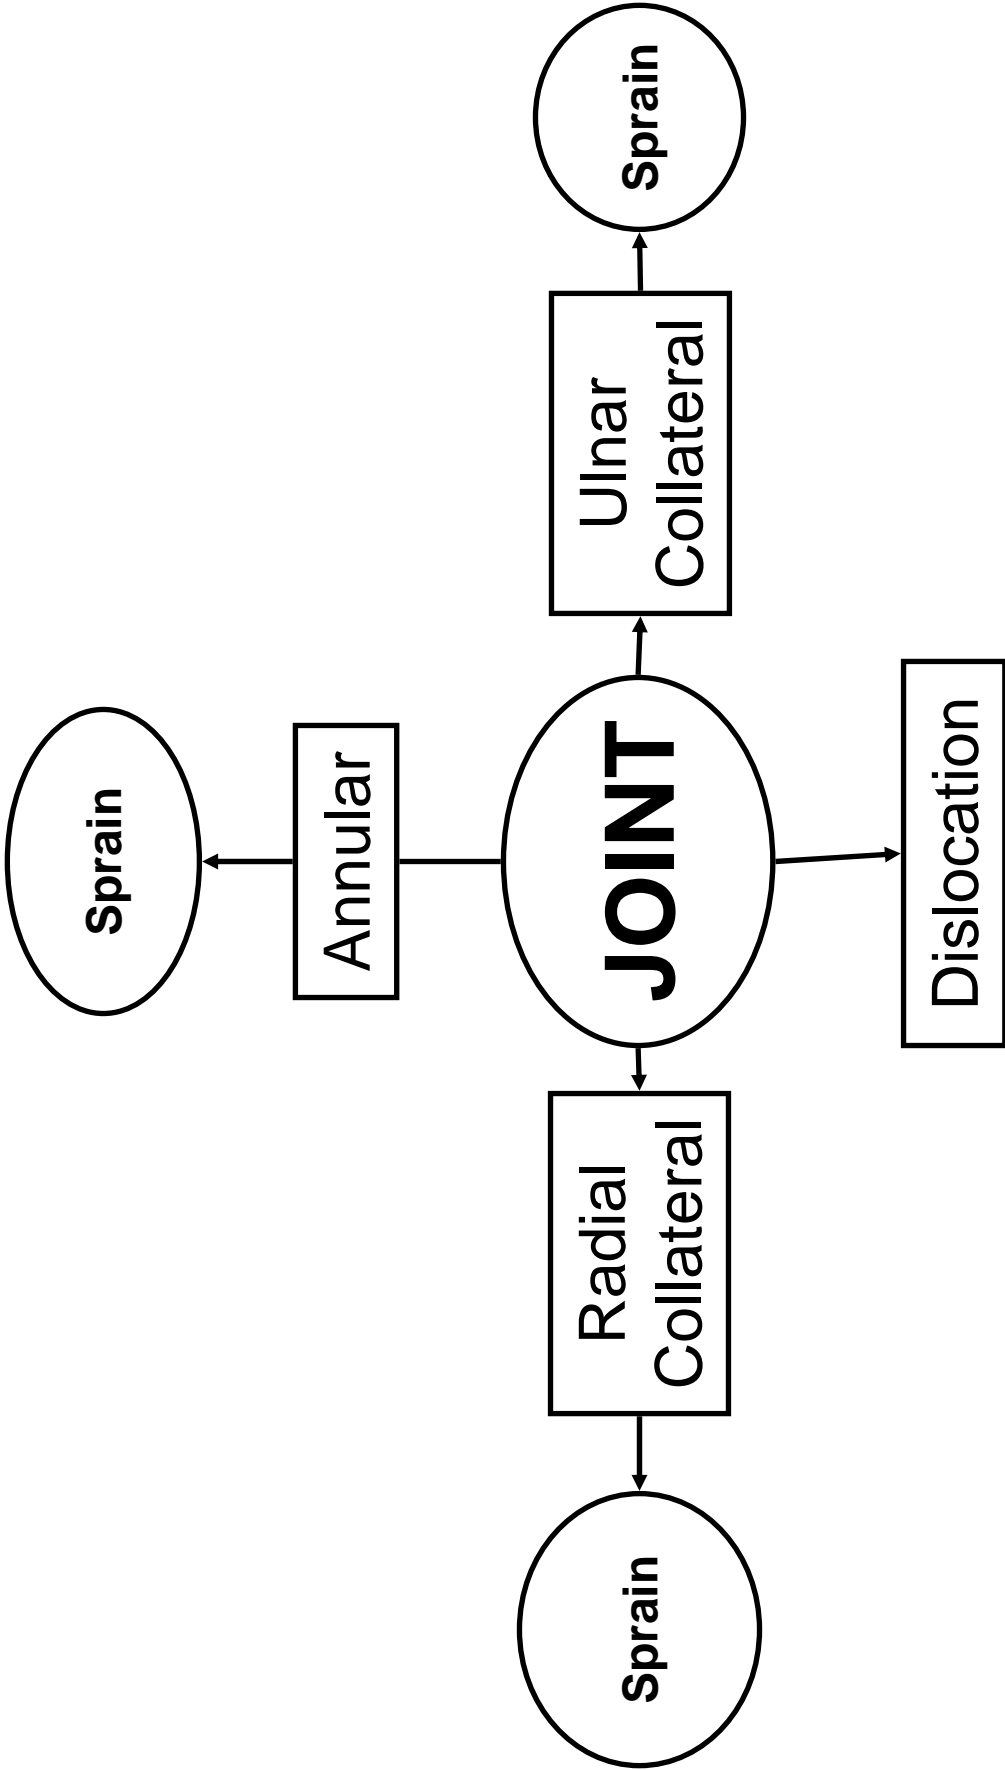 Sprain
Annular
Sprain
Radial
Collateral
JOINT
Ulnar
Collateral
Sprain
Dislocation